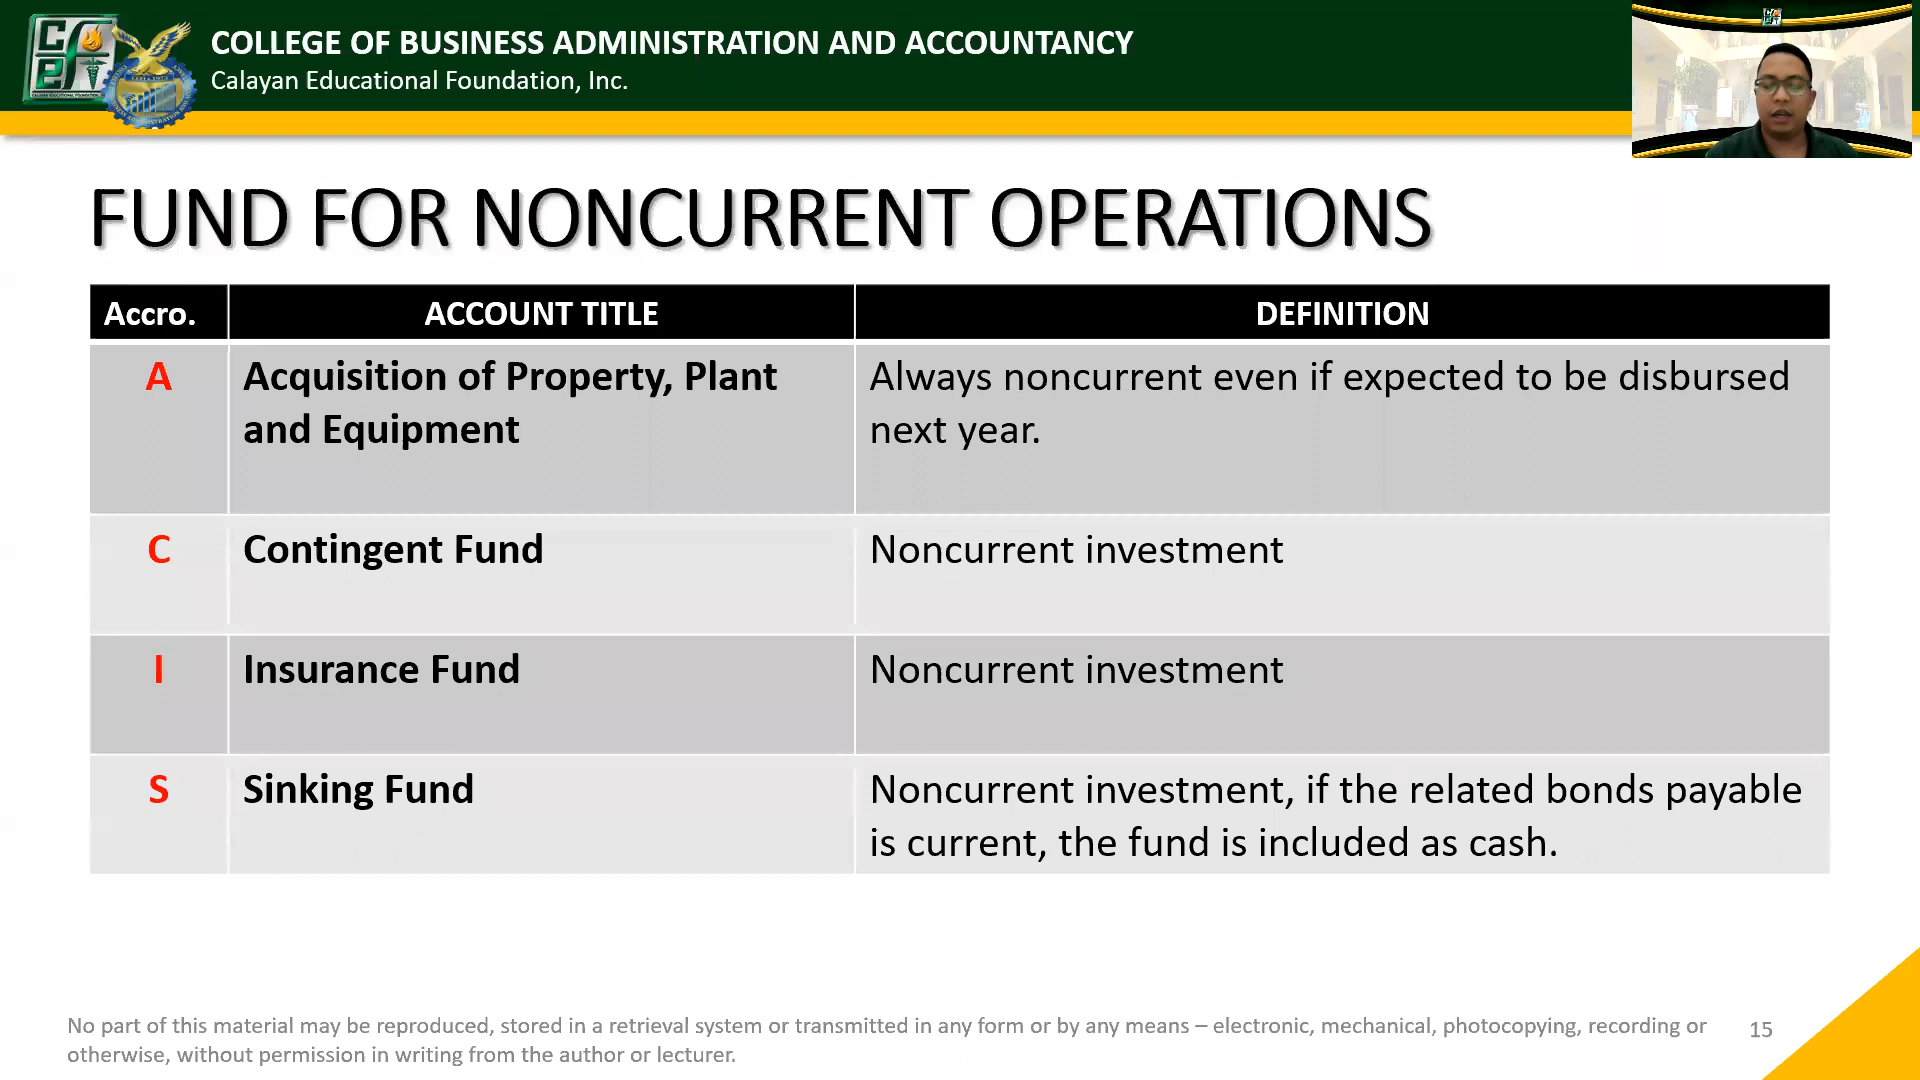 COLLEGE OF BUSINESS ADMINISTRATION AND ACCOUNTANCY
Calayan Educational Foundation, Inc.
FUND FOR NONCURRENT OPERATIONS
Accro. ACCOUNT TITLE DEFINITION
A Acquisition of Property, Plant Always noncurrent even if expected to be disbursed
and Equipment next year.
C Contingent Fund Noncurrent investment
I Insurance Fund Noncurrent investment
S Sinking Fund Noncurrent investment, if the related bonds payable
is current, the fund is included as cash.
No part of this material may be reproduced, stored in a retrieval system or transmitted in any form or by any means – electronic, mechanical, photocopying, recording or
otherwise, without permission in writing from the author or lecturer.
15